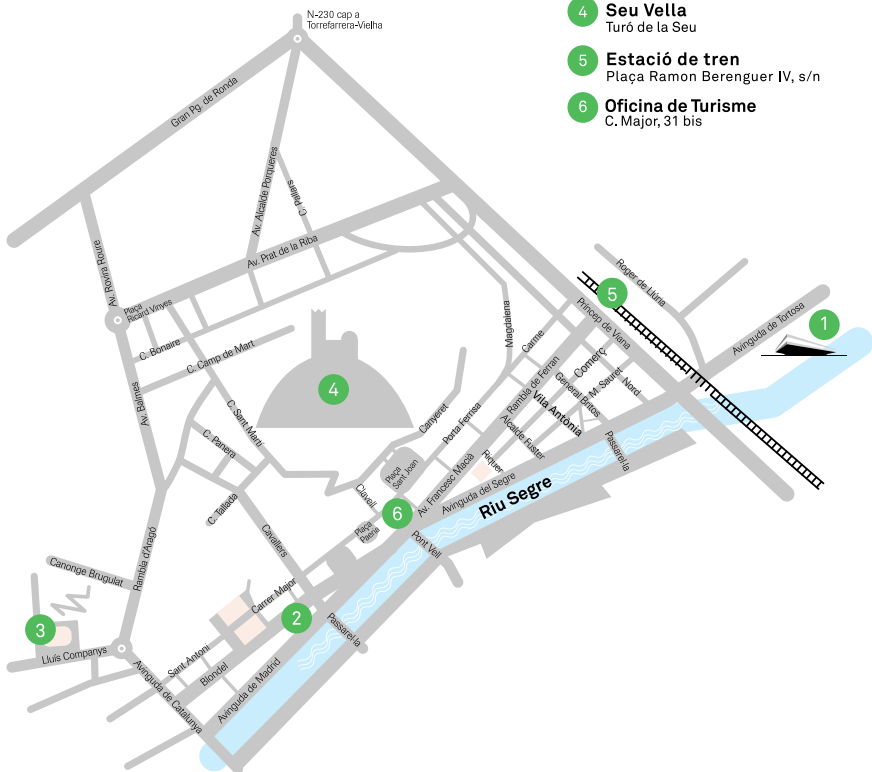 N-230 cap a
Torrefarrera-Vielha
4
Seu Vella
Turó de la Seu
5
Estació de tren
Plaça Ramon Berenguer IV, s/n
6
Oficina de Turisme
C. Major, 31 bis
Gran Pg. de Ronda
Av. Alcalde Porqueres
C. Pallars
Av. Prat de la Riba
Av. Rovira Roure
Plaça
Ricard Vinyes
C. Bonaire
C. Camp de Mart
Av. Balmes
C. Sant Martí
C. Panera
C. Tallada
Cavallers
Rambla d'Aragó
Canonge Brugulat
3
Lluís Companys
Avinguda de Catalunya
Sant Antoni
Carrer Major
Blondel
Avinguda de Madrid
2
Passarel·la
Pont Vell
Plaça
Paeria
6
Clavell
Plaça
Sant Joan
Canyeret
4
Magdalena
Carme
Porta Ferrisa
Rambla de Ferran
Av. Francesc Macià
Riquer
Alcalde Fuster
Vila Antònia
General Britos
Comerç
M. Sauret
Nord
Príncep de Viana
5
Roger de Llúria
Avinguda de Tortosa
1
Passarel·la
Avinguda del Segre
Riu Segre